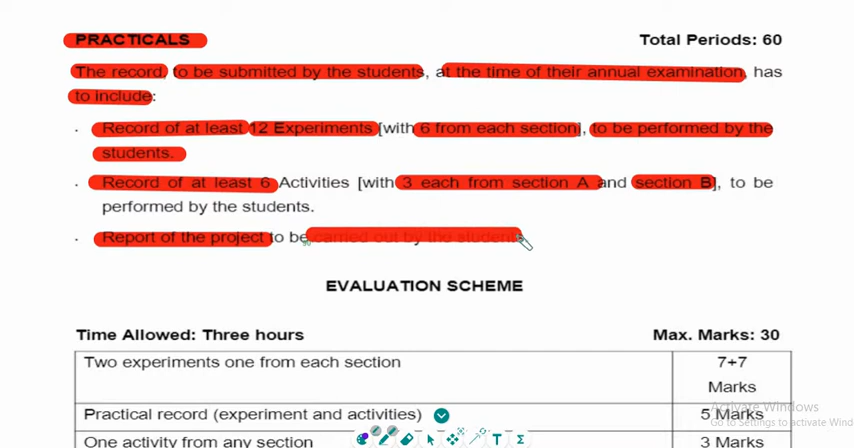 PRACTICALS Total Periods: 60
The record, to be submitted by the students, at the time of their annual examination, has
to include:
· Record of at least 12 Experiments [with 6 from each section], to be performed by the
students.
· Record of at least 6 Activities [with 3 each from section A and section B], to be
performed by the students.
· Report of the project to be carried out by the students
EVALUATION SCHEME
Time Allowed: Three hours Max. Marks: 30
Two experiments one from each section 7+7
Marks
Practical record (experiment and activities) 5 Marks
One activity from any section 3 Marks
Activate Windows
Go to Settings to activate Wind
T Σ